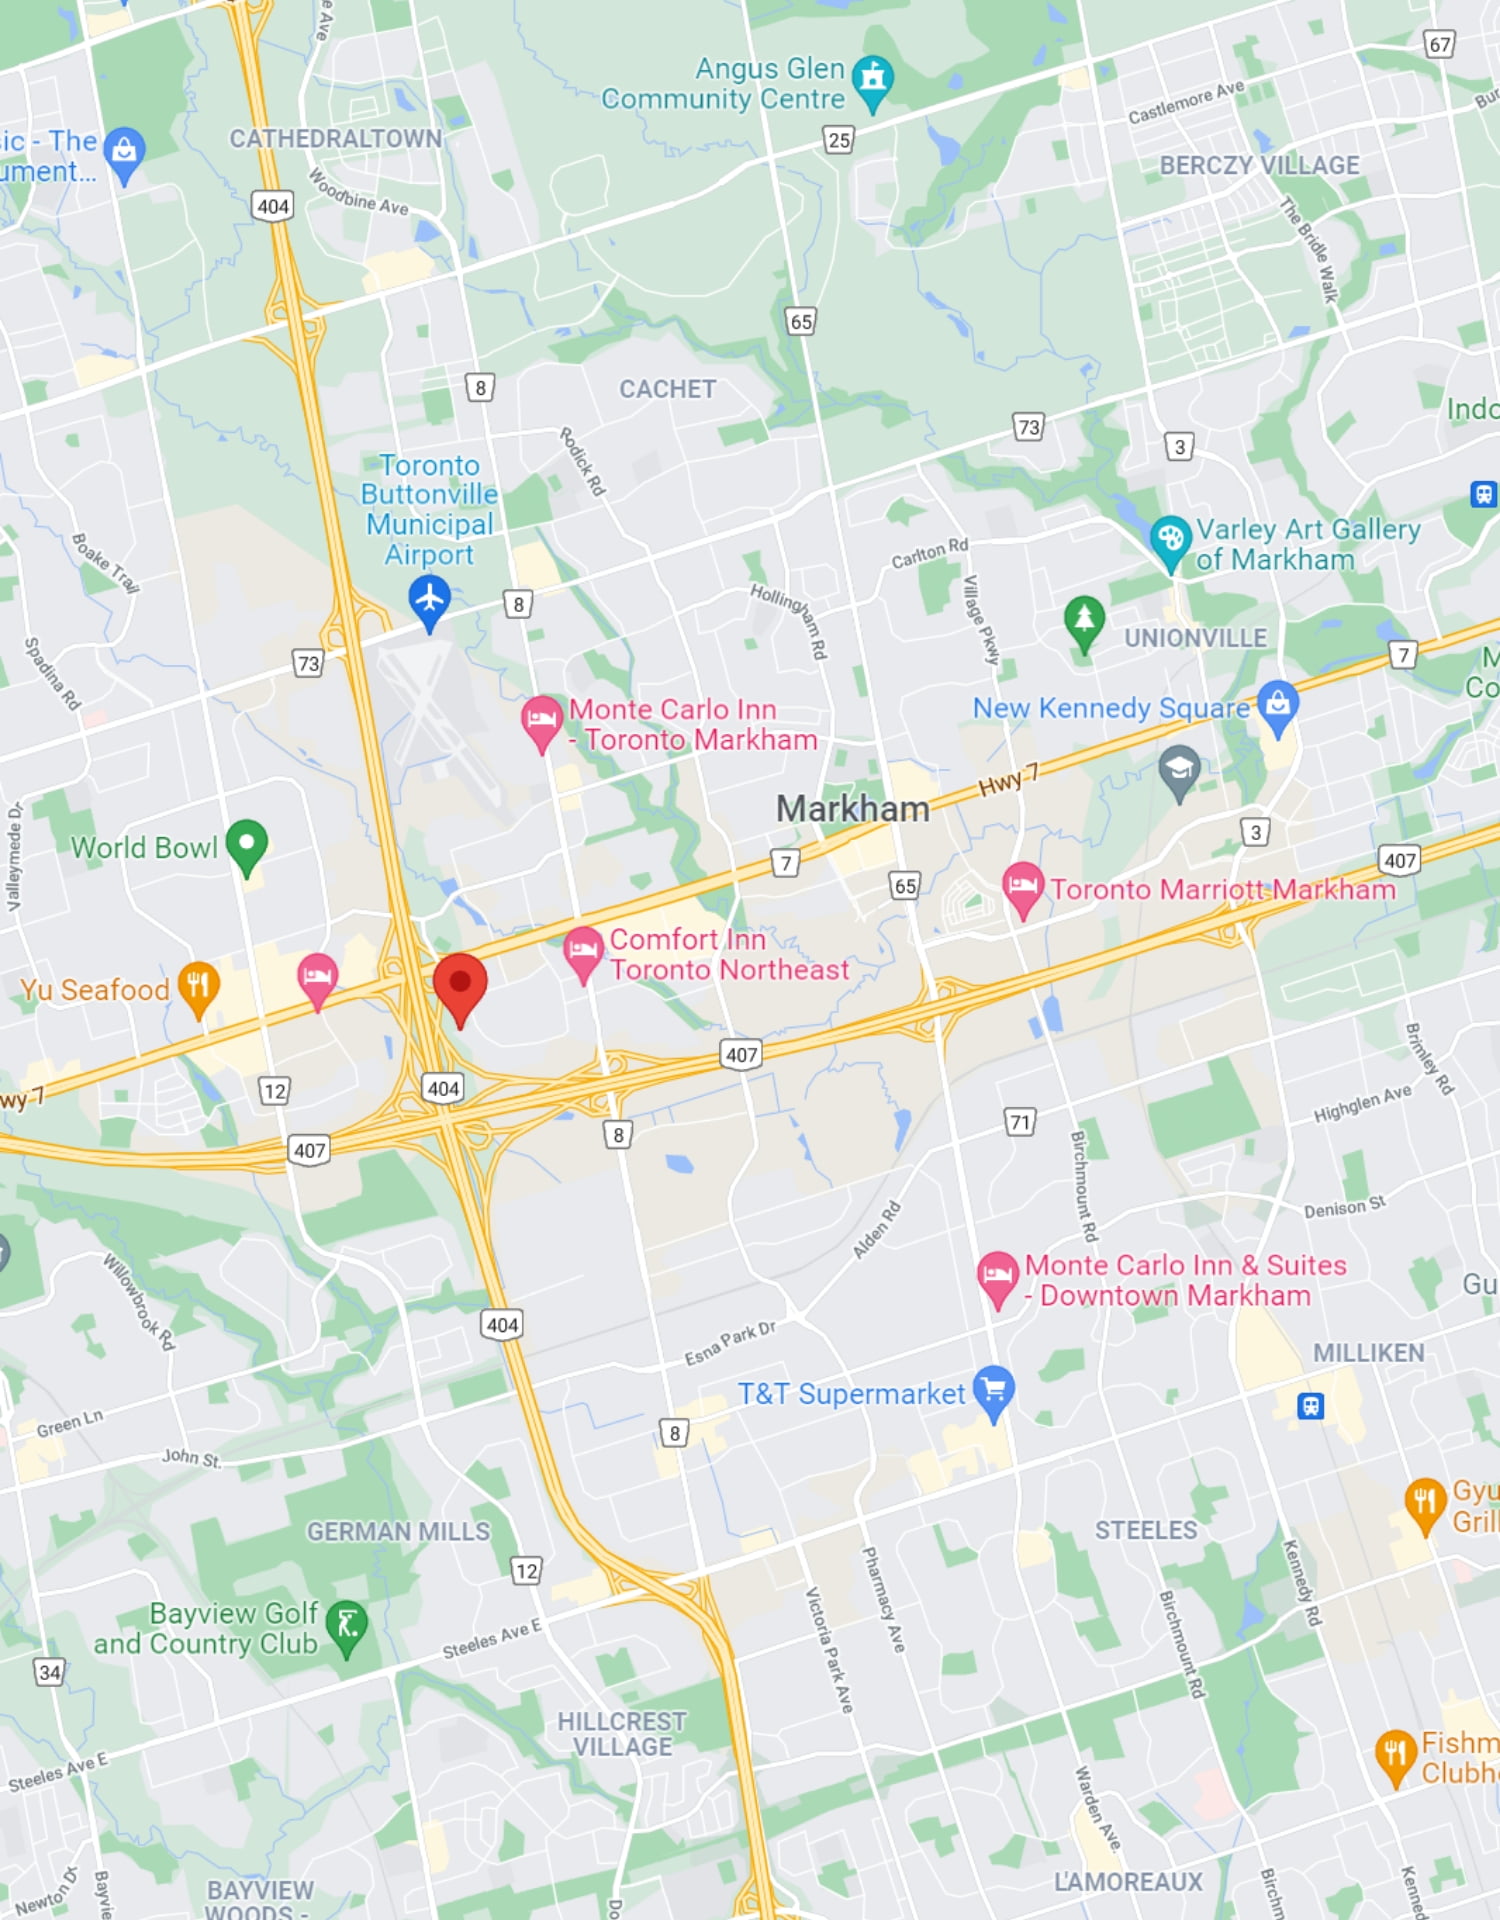 e Ave
67
Angus Glen
Community Centre
Castlemore Ave
Bur
25
sic - The
ument...
CATHEDRALTOWN
BERCZY VILLAGE
Woodbine Ave
404
The Bridle Walk
65
8
CACHET
Indo
73
3
Rodick Rd
Toronto
Buttonville
Municipal
Airport
Varley Art Gallery
of Markham
Carlton Rd
Boake Trail
8
Hollingham Rd
Village Pkwy
UNIONVILLE
7
73
Spadina Rd
M
Co
Monte Carlo Inn
- Toronto Markham
New Kennedy Square
Hwy 7
Markham
Valleymede Dr
World Bowl
3
7
407
65
Toronto Marriott Markham
Comfort Inn
Toronto Northeast
Yu Seafood
407
Brimley Rd
404
12
wy 7
Highglen Ave
71
8
407
Birchmount Rd
Denison St
Alden Rd
Willowbrook Rd
Monte Carlo Inn & Suites
- Downtown Markham
Gu
404
Esna Park Dr
MILLIKEN
T&T Supermarket
Green Ln
8
John St.
Gyu
Grill
GERMAN MILLS
STEELES
12
Pharmacy Ave
Kennedy Rd
Bayview Golf
and Country Club
Steeles Ave E
Victoria Park Ave
Birchmount Rd
34
HILLCREST
VILLAGE
Fishm
Clubho
Steeles Ave E
Warden Ave.
L'AMOREAUX
Newton Dr
Bayvie
BAYVIEW
WOODS -
Do
Birchm
Kenned